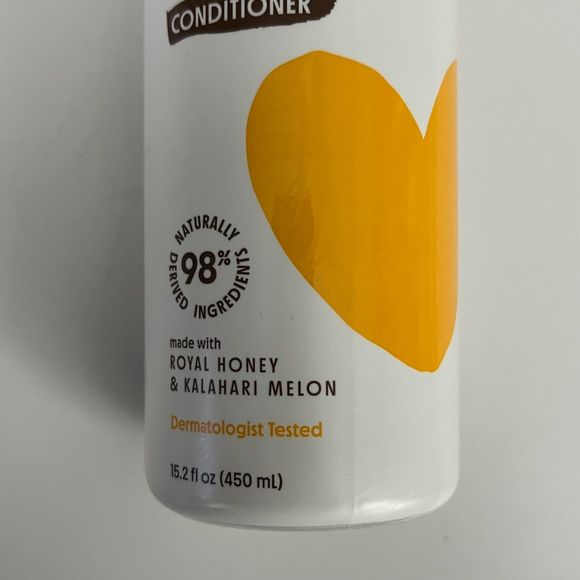 CONDITIONER
NATURALLY
DERIVED INGREDIENTS
98%
made with
ROYAL HONEY
& KALAHARI MELON
Dermatologist Tested
15.2 fl oz (450 mL)